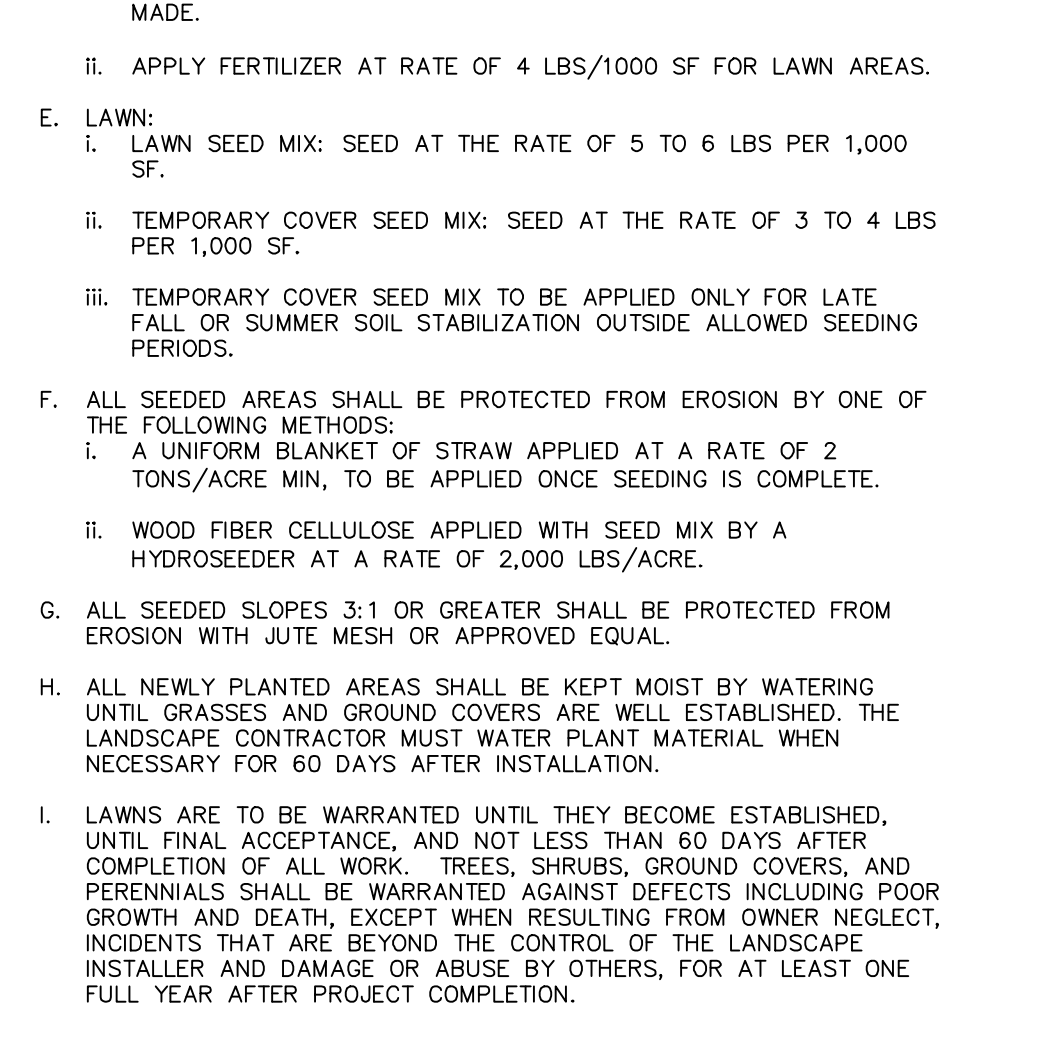 MADE.
ii. APPLY FERTILIZER AT RATE OF 4 LBS/1000 SF FOR LAWN AREAS.
E. LAWN:
i. LAWN SEED MIX: SEED AT THE RATE OF 5 TO 6 LBS PER 1,000
SF.
ii. TEMPORARY COVER SEED MIX: SEED AT THE RATE OF 3 TO 4 LBS
PER 1,000 SF.
iii. TEMPORARY COVER SEED MIX TO BE APPLIED ONLY FOR LATE
FALL OR SUMMER SOIL STABILIZATION OUTSIDE ALLOWED SEEDING
PERIODS.
F. ALL SEEDED AREAS SHALL BE PROTECTED FROM EROSION BY ONE OF
THE FOLLOWING METHODS:
i. A UNIFORM BLANKET OF STRAW APPLIED AT A RATE OF 2
TONS/ACRE MIN, TO BE APPLIED ONCE SEEDING IS COMPLETE.
ii. WOOD FIBER CELLULOSE APPLIED WITH SEED MIX BY A
HYDROSEEDER AT A RATE OF 2,000 LBS/ACRE.
G. ALL SEEDED SLOPES 3:1 OR GREATER SHALL BE PROTECTED FROM
EROSION WITH JUTE MESH OR APPROVED EQUAL.
H. ALL NEWLY PLANTED AREAS SHALL BE KEPT MOIST BY WATERING
UNTIL GRASSES AND GROUND COVERS ARE WELL ESTABLISHED. THE
LANDSCAPE CONTRACTOR MUST WATER PLANT MATERIAL WHEN
NECESSARY FOR 60 DAYS AFTER INSTALLATION.
I. LAWNS ARE TO BE WARRANTED UNTIL THEY BECOME ESTABLISHED,
UNTIL FINAL ACCEPTANCE, AND NOT LESS THAN 60 DAYS AFTER
COMPLETION OF ALL WORK. TREES, SHRUBS, GROUND COVERS, AND
PERENNIALS SHALL BE WARRANTED AGAINST DEFECTS INCLUDING POOR
GROWTH AND DEATH, EXCEPT WHEN RESULTING FROM OWNER NEGLECT,
INCIDENTS THAT ARE BEYOND THE CONTROL OF THE LANDSCAPE
INSTALLER AND DAMAGE OR ABUSE BY OTHERS, FOR AT LEAST ONE
FULL YEAR AFTER PROJECT COMPLETION.